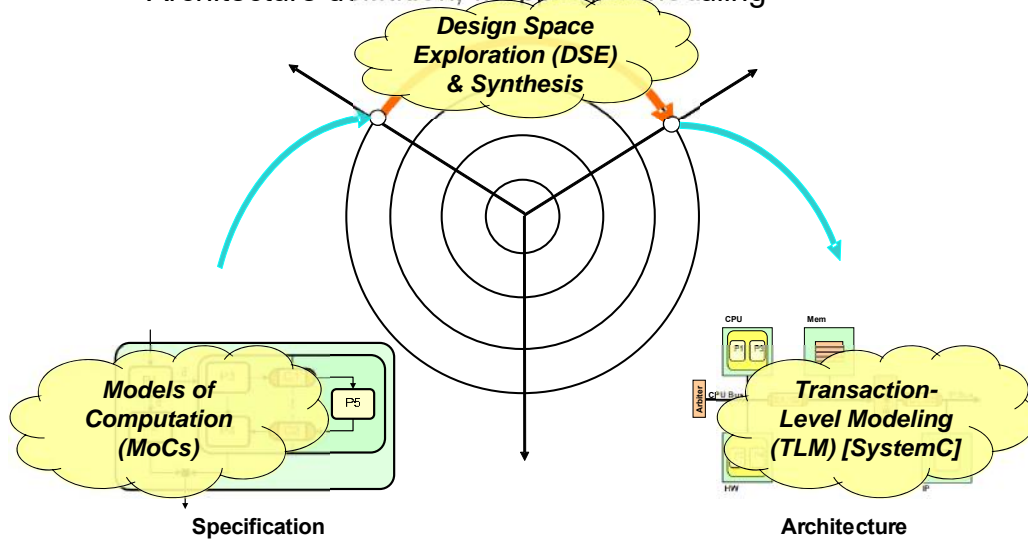 Design Space
Exploration (DSE)
& Synthesis
CPU
Mem
P5
Models of
Computation
(MoCs)
Arbiter
CPU Bus
Transaction-
Level Modeling
(TLM) [SystemC]
HW
IP
Specification
Architecture